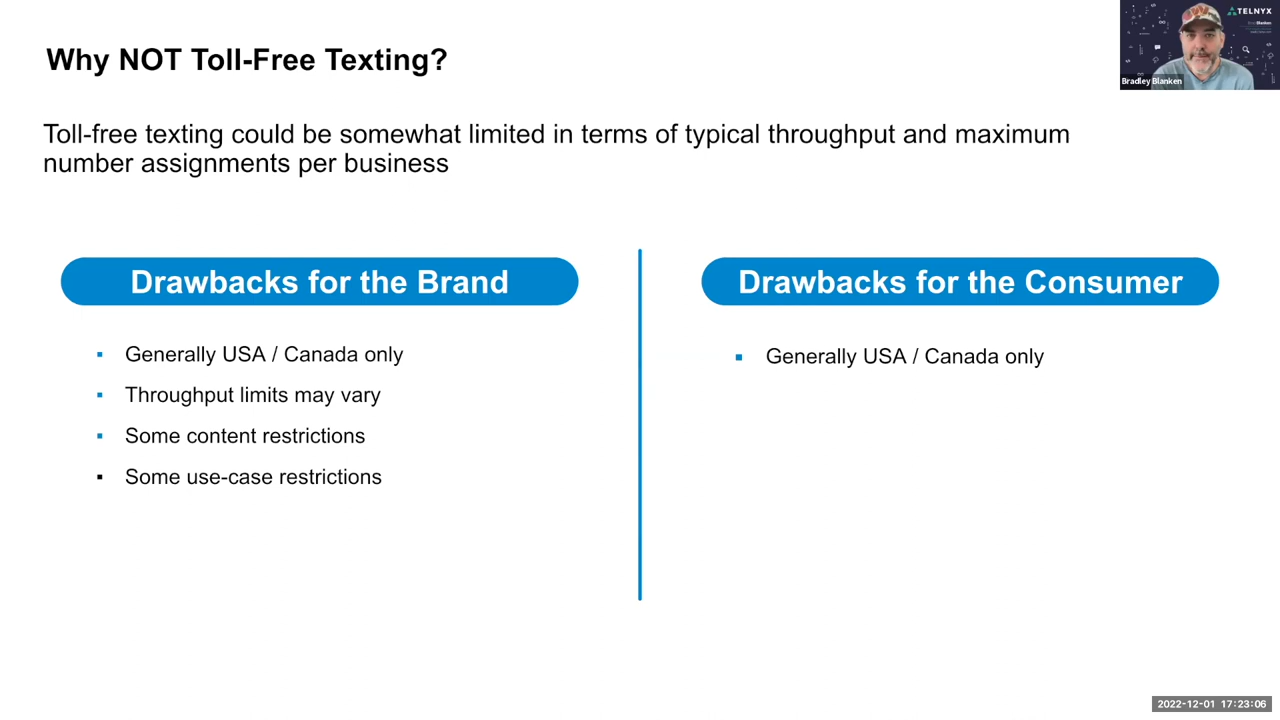 Why NOT Toll-Free Texting?
TELNYX
Bradley Blanken
Toll-free texting could be somewhat limited in terms of typical throughput and maximum
number assignments per business
Drawbacks for the Brand
▪ Generally USA / Canada only
▪ Throughput limits may vary
▪ Some content restrictions
▪ Some use-case restrictions
Drawbacks for the Consumer
▪ Generally USA / Canada only
2022-12-01 17:23:06